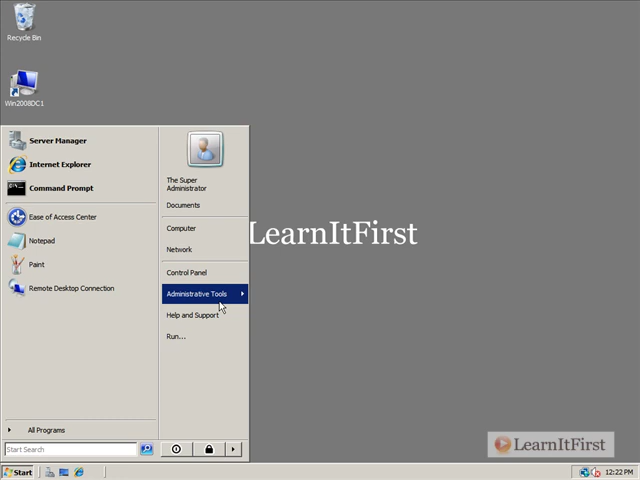 Recycle Bin
Win2008DC1
Server Manager
Internet Explorer
Command Prompt
Ease of Access Center
Notepad
Paint
Remote Desktop Connection
All Programs
Start Search
The Super
Administrator
Documents
Computer
Network
Control Panel
Administrative Tools
Help and Support
Run...
LearnItFirst
LearnItFirst
Start
12:22 PM